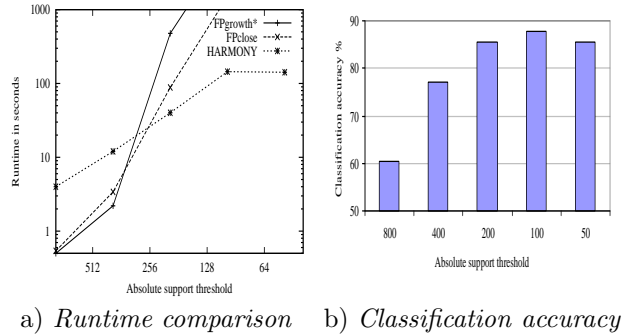 1000
100
10
1
Runtime in seconds
FPgrowth*
FPclose
HARMONY
512
256
128
64
Absolute support threshold
Classification accuracy %
90
80
70
60
50
800
400
200
100
50
Absolute support threshold
a) Runtime comparison
b) Classification accuracy